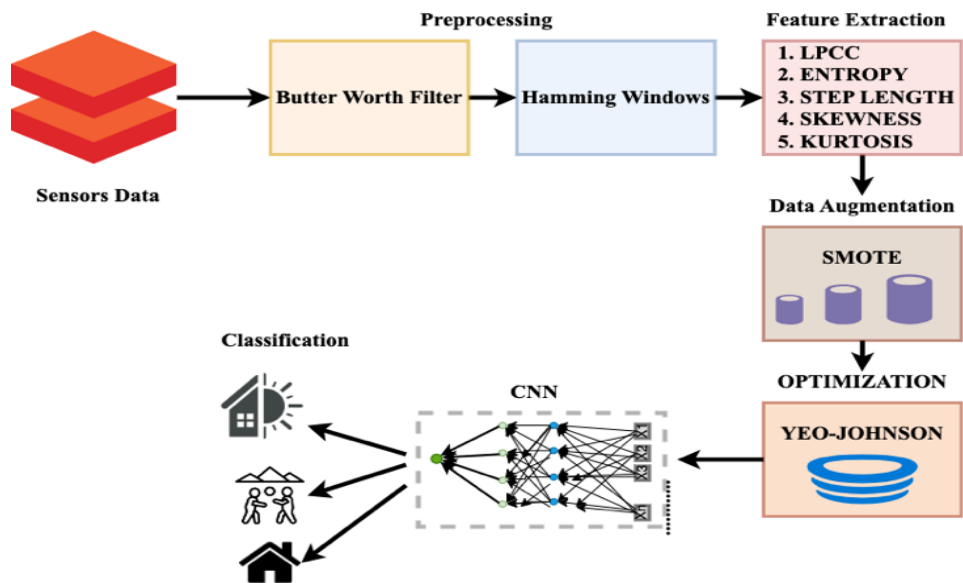 Preprocessing
Feature Extraction
Butter Worth Filter
Hamming Windows
1. LPCC
2. ENTROPY
3. STEP LENGTH
4. SKEWNESS
5. KURTOSIS
Sensors Data
Data Augmentation
SMOTE
OPTIMIZATION
YEO-JOHNSON
CNN
Classification